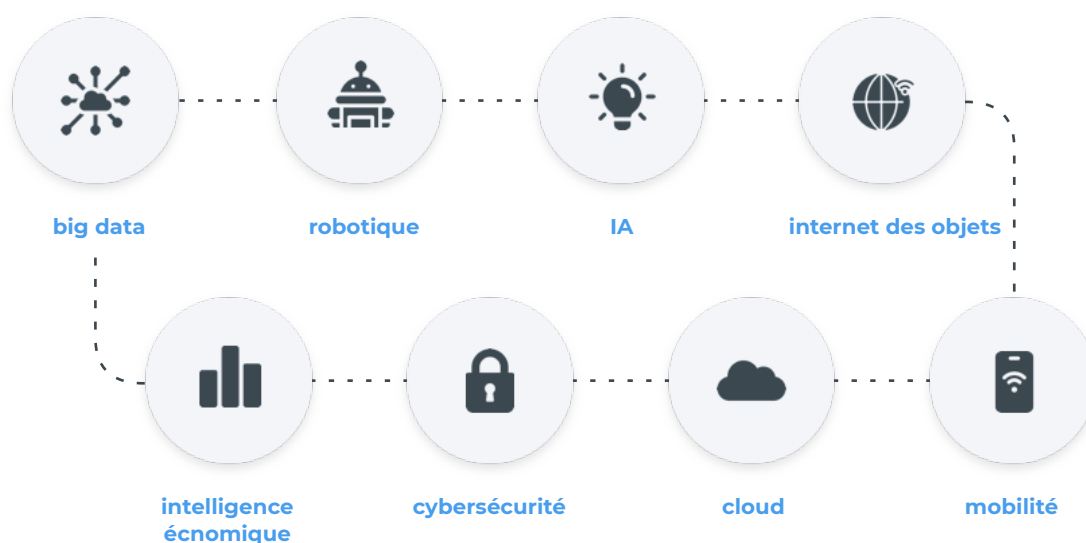 big data
robotique
IA
internet des objets
intelligence
écnomique
cybersécurité
cloud
mobilité